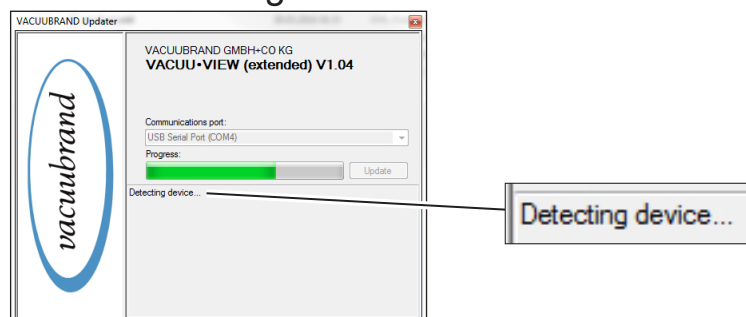 VACUUBRAND Updater
vacuubrand
VACUUBRAND GMBH+CO KG
VACUU•VIEW (extended) V1.04
Communications port:
USB Serial Port (COM4)
Progress:
Update
Detecting device...
Detecting device...